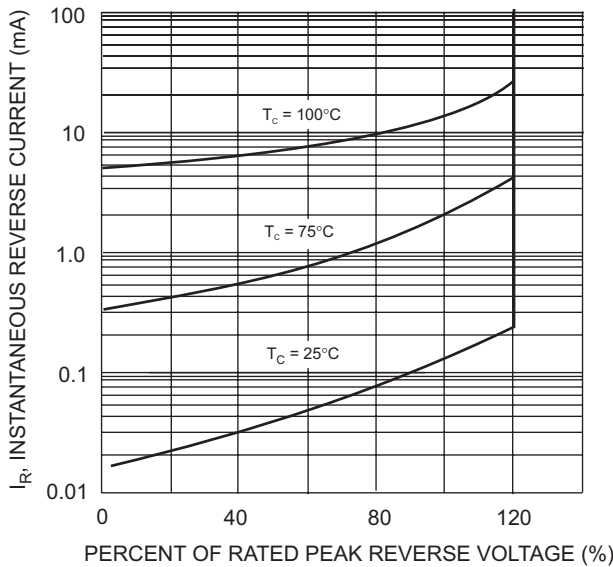 I_R, INSTANTANEOUS REVERSE CURRENT (mA)
100
10
1.0
0.1
0.01
T_c = 100°C
T_c = 75°C
T_C = 25°C
0 40 80 120
PERCENT OF RATED PEAK REVERSE VOLTAGE (%)